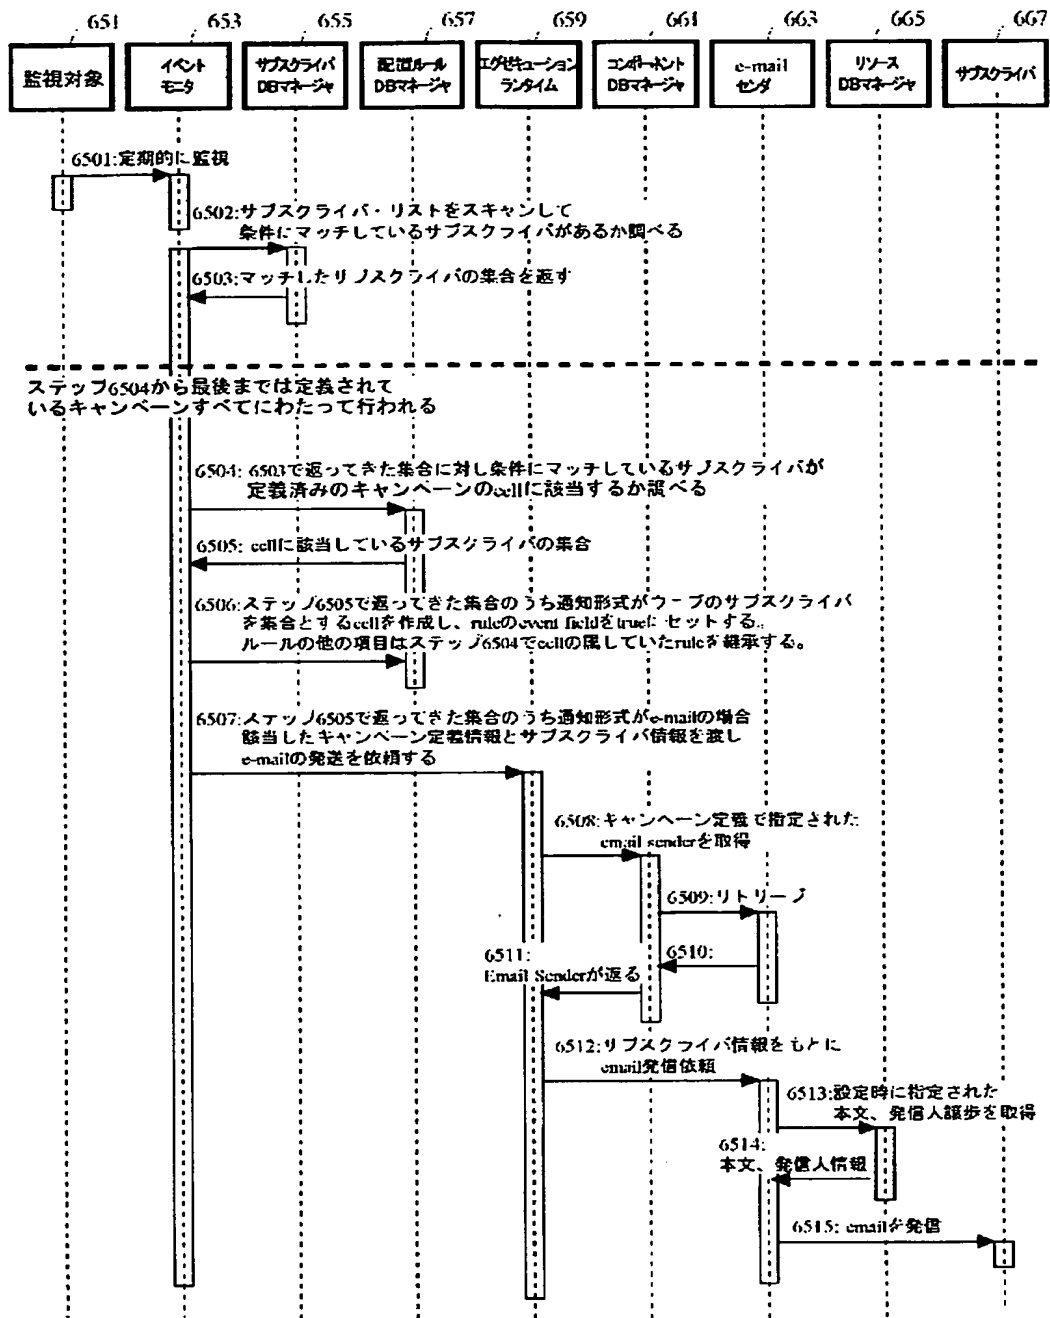 651 653 655 657 659 661 663 665 667
監視対象
イベント
モニタ
サブスクライバ
DBマネージャ
配置ルール
DBマネージャ
エグゼキューション
ランタイム
コンポーネント
DBマネージャ
e-mail
センダ
リソース
DBマネージャ
サブスクライバ
6501:定期的に監視
6502:サブスクライバ・リストをスキャンして
条件にマッチしているサブスクライバがあるか調べる
6503:マッチしたサブスクライバの集合を返す
ステップ6504から最後までは定義されて
いるキャンペーンすべてにわたって行われる
6504: 6503で返ってきた集合に対し条件にマッチしているサブスクライバが
定義済みのキャンペーンのcellに該当するか調べる
6505: cellに該当しているサブスクライバの集合
6506:ステップ6505で返ってきた集合のうち通知形式がウェブのサブスクライバ
を集合とするcellを作成し、ruleのevent fieldをtrueにセットする。
ルールの他の項目はステップ6504でcellの属していたruleを継承する。
6507:ステップ6505で返ってきた集合のうち通知形式がe-mailの場合
該当したキャンペーン定義情報とサブスクライバ情報を渡し
e-mailの発送を依頼する
6508:キャンペーン定義で指定された
email senderを取得
6509:リトリーブ
6510:
6511:
Email Senderが返る
6512:サブスクライバ情報をもとに
email発信依頼
6513:設定時に指定された
本文、発信人譲歩を取得
6514:
本文、発信人情報
6515: emailを発信